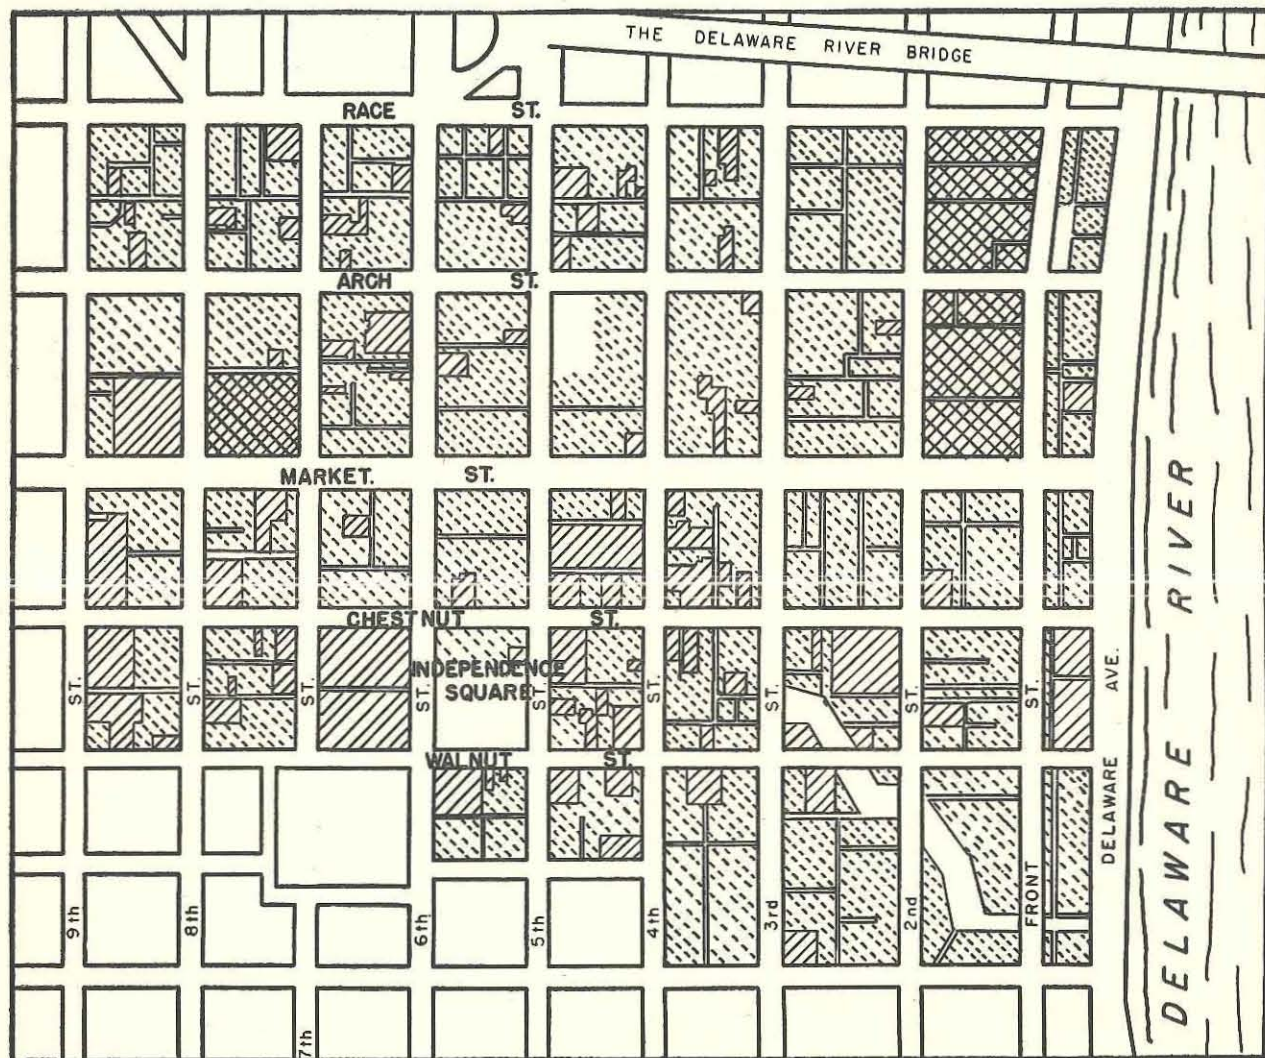 THE DELAWARE RIVER BRIDGE
RACE ST.
ARCH ST.
MARKET. ST.
CHESTNUT ST.
INDEPENDENCE
SQUARE
ST.
ST.
ST.
ST.
ST.
ST.
ST.
ST.
ST.
AVE.
WALNUT ST.
9th
8th
7th
6th
5th
4th
3rd
2nd
FRONT
DELAWARE
DELAWARE RIVER